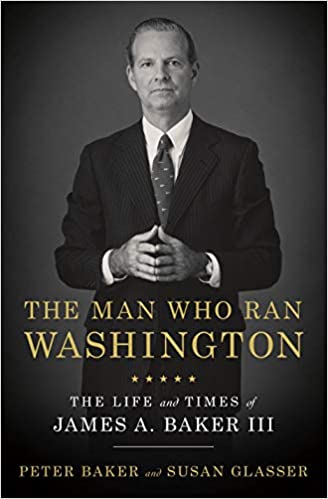 THE MAN WHO RAN
WASHINGTON
THE LIFE and TIMES of
JAMES A. BAKER III
PETER BAKER and SUSAN GLASSER